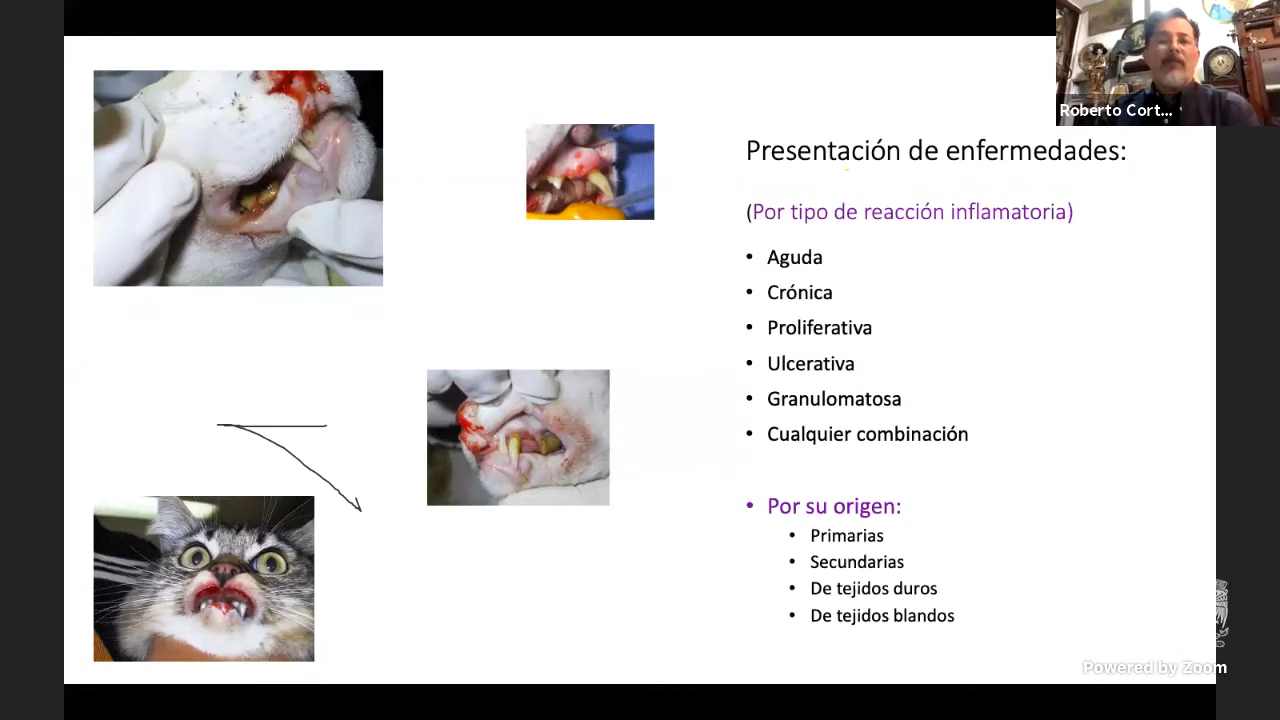 Roberto Cort...
Presentación de enfermedades:
(Por tipo de reacción inflamatoria)
• Aguda
• Crónica
• Proliferativa
• Ulcerativa
• Granulomatosa
• Cualquier combinación
• Por su origen:
• Primarias
• Secundarias
• De tejidos duros
• De tejidos blandos
Powered by Zoom